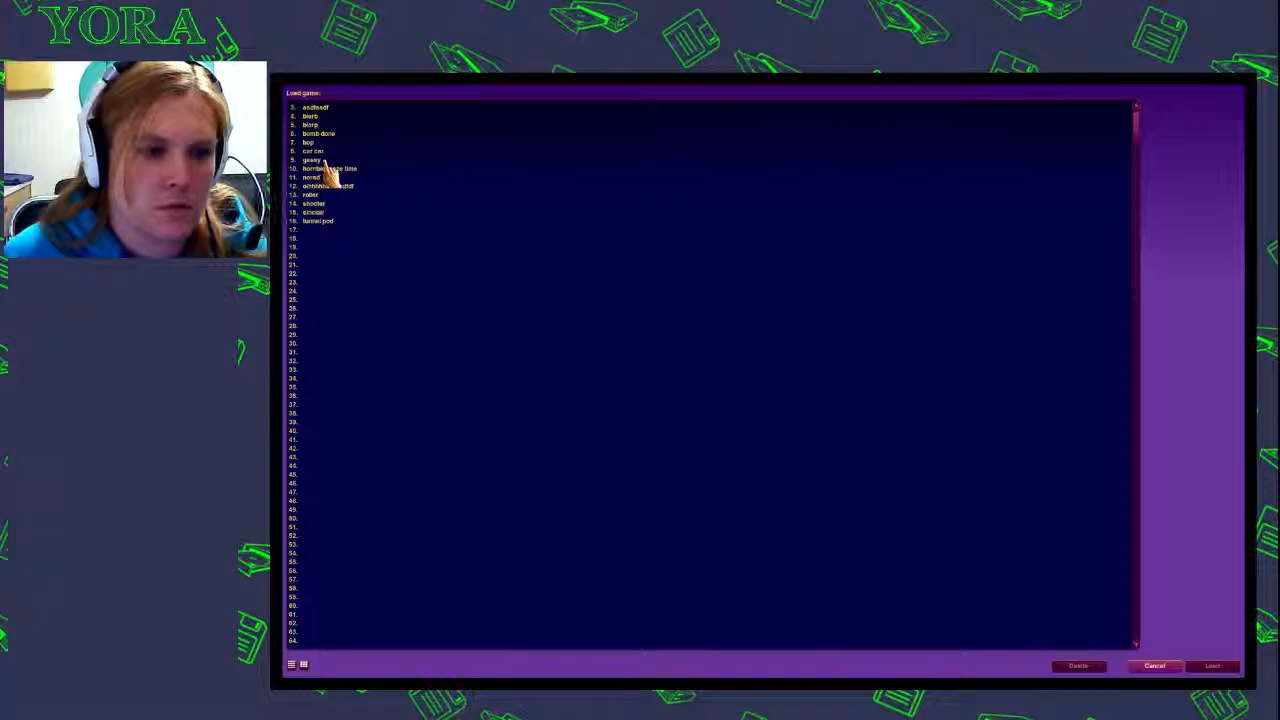 YORA
Load game:
3. asdfasdf
4. blerb
5. blorp
6. bomb done
7. bop
8. car car
9. gassy
10. horrible maze time
11. nored
12.
13. roller
14. shooter
15. sinclair
16. tunnel pod
17.
18.
19.
20.
21.
22.
23.
24.
25.
26.
27.
28.
29.
30.
31.
32.
33.
34.
35.
36.
37.
38.
39.
40.
41.
42.
43.
44.
45.
46.
47.
48.
49.
50.
51.
52.
53.
54.
55.
56.
57.
58.
59.
60.
61.
62.
63.
64.
Delete
Cancel
Load